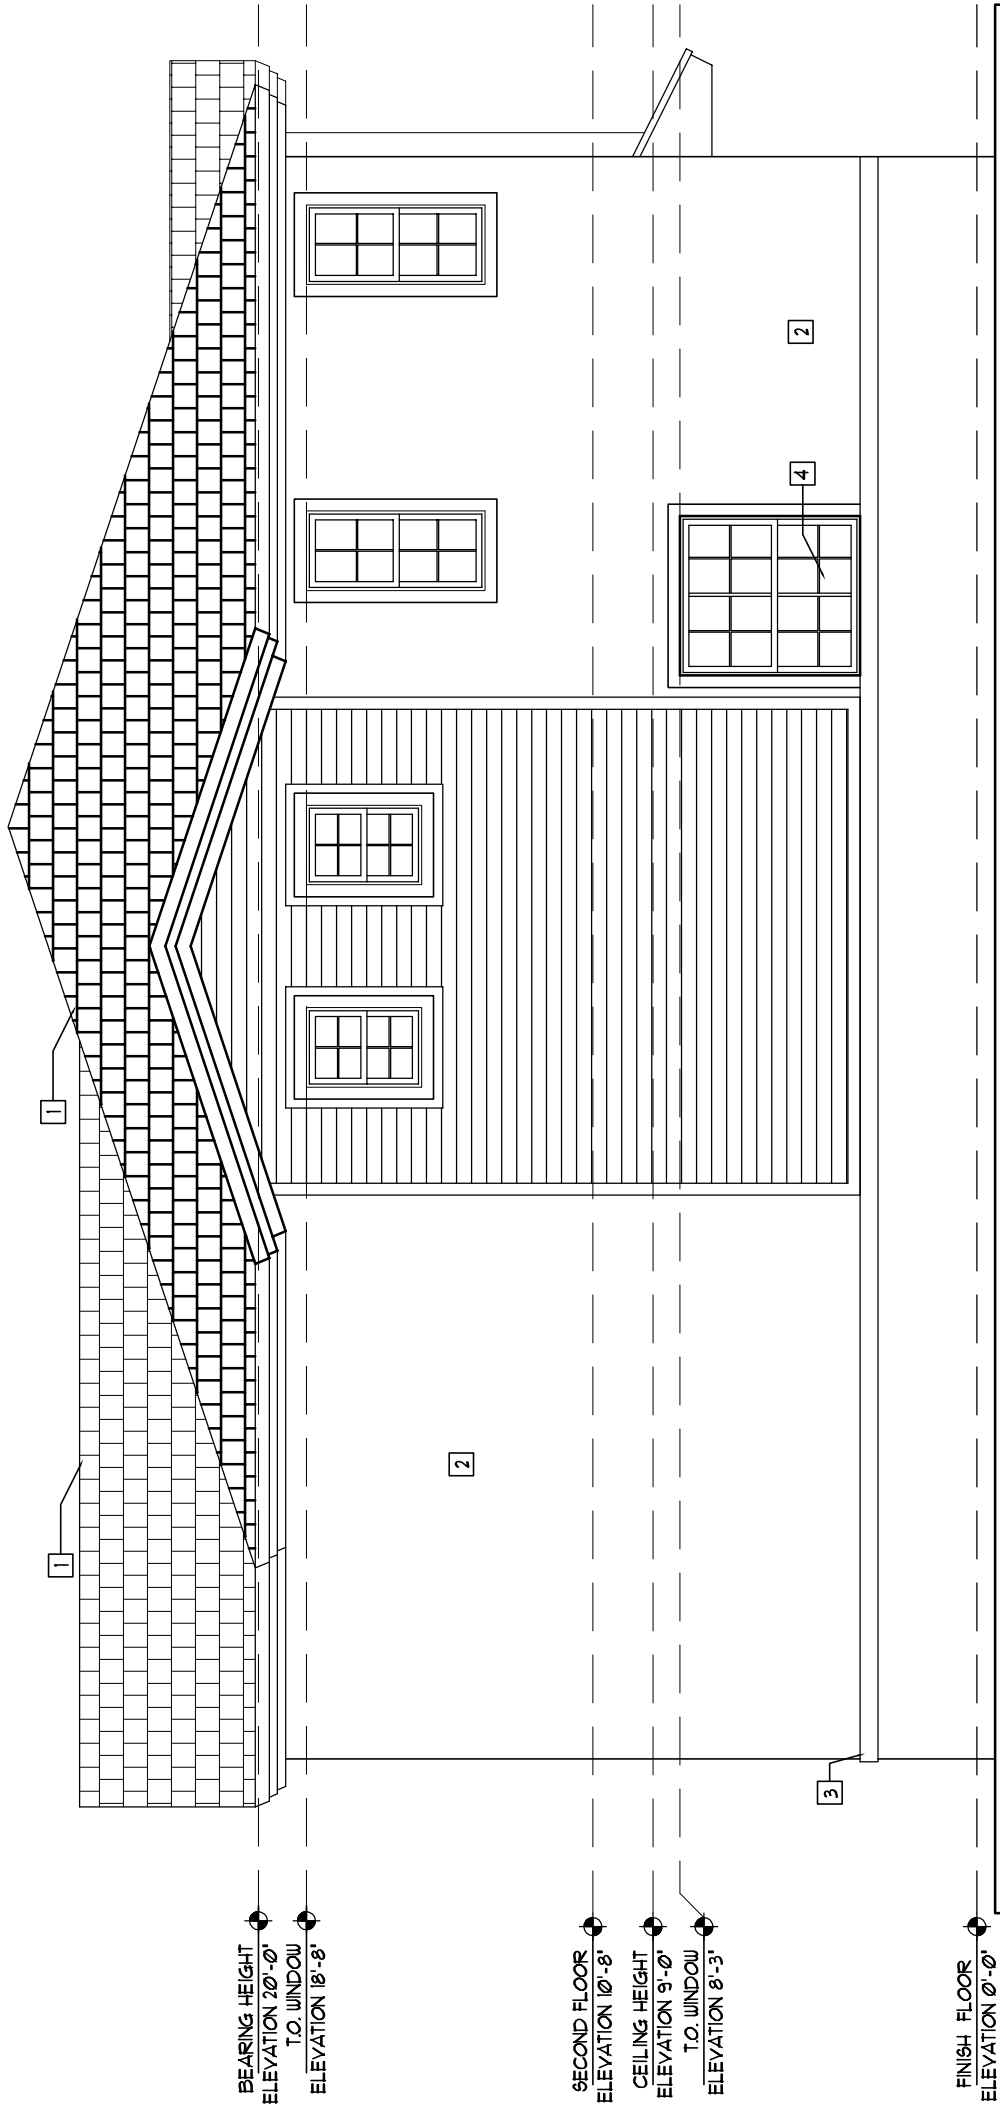 1
1
2
2
3
4
BEARING HEIGHT
ELEVATION 20'-0"
T.O. WINDOW
ELEVATION 18'-8"
SECOND FLOOR
ELEVATION 10'-8"
CEILING HEIGHT
ELEVATION 9'-0"
T.O. WINDOW
ELEVATION 8'-3"
FINISH FLOOR
ELEVATION 0'-0"